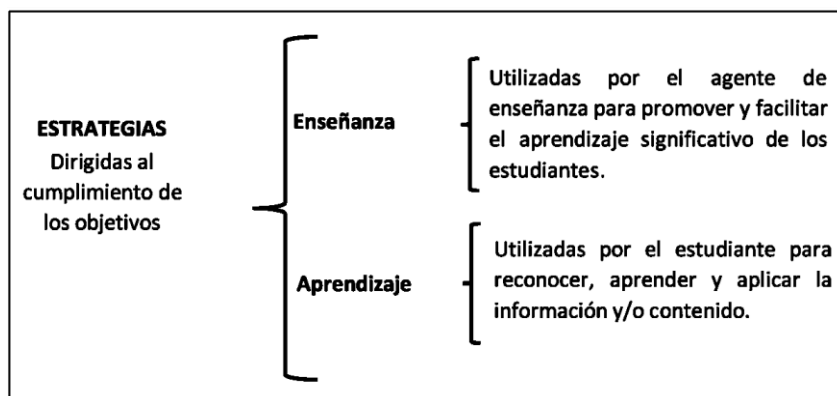 ESTRATEGIAS
Dirigidas al
cumplimiento de
los objetivos
Enseñanza
Utilizadas por el agente de
enseñanza para promover y facilitar
el aprendizaje significativo de los
estudiantes.
Aprendizaje
Utilizadas por el estudiante para
reconocer, aprender y aplicar la
información y/o contenido.